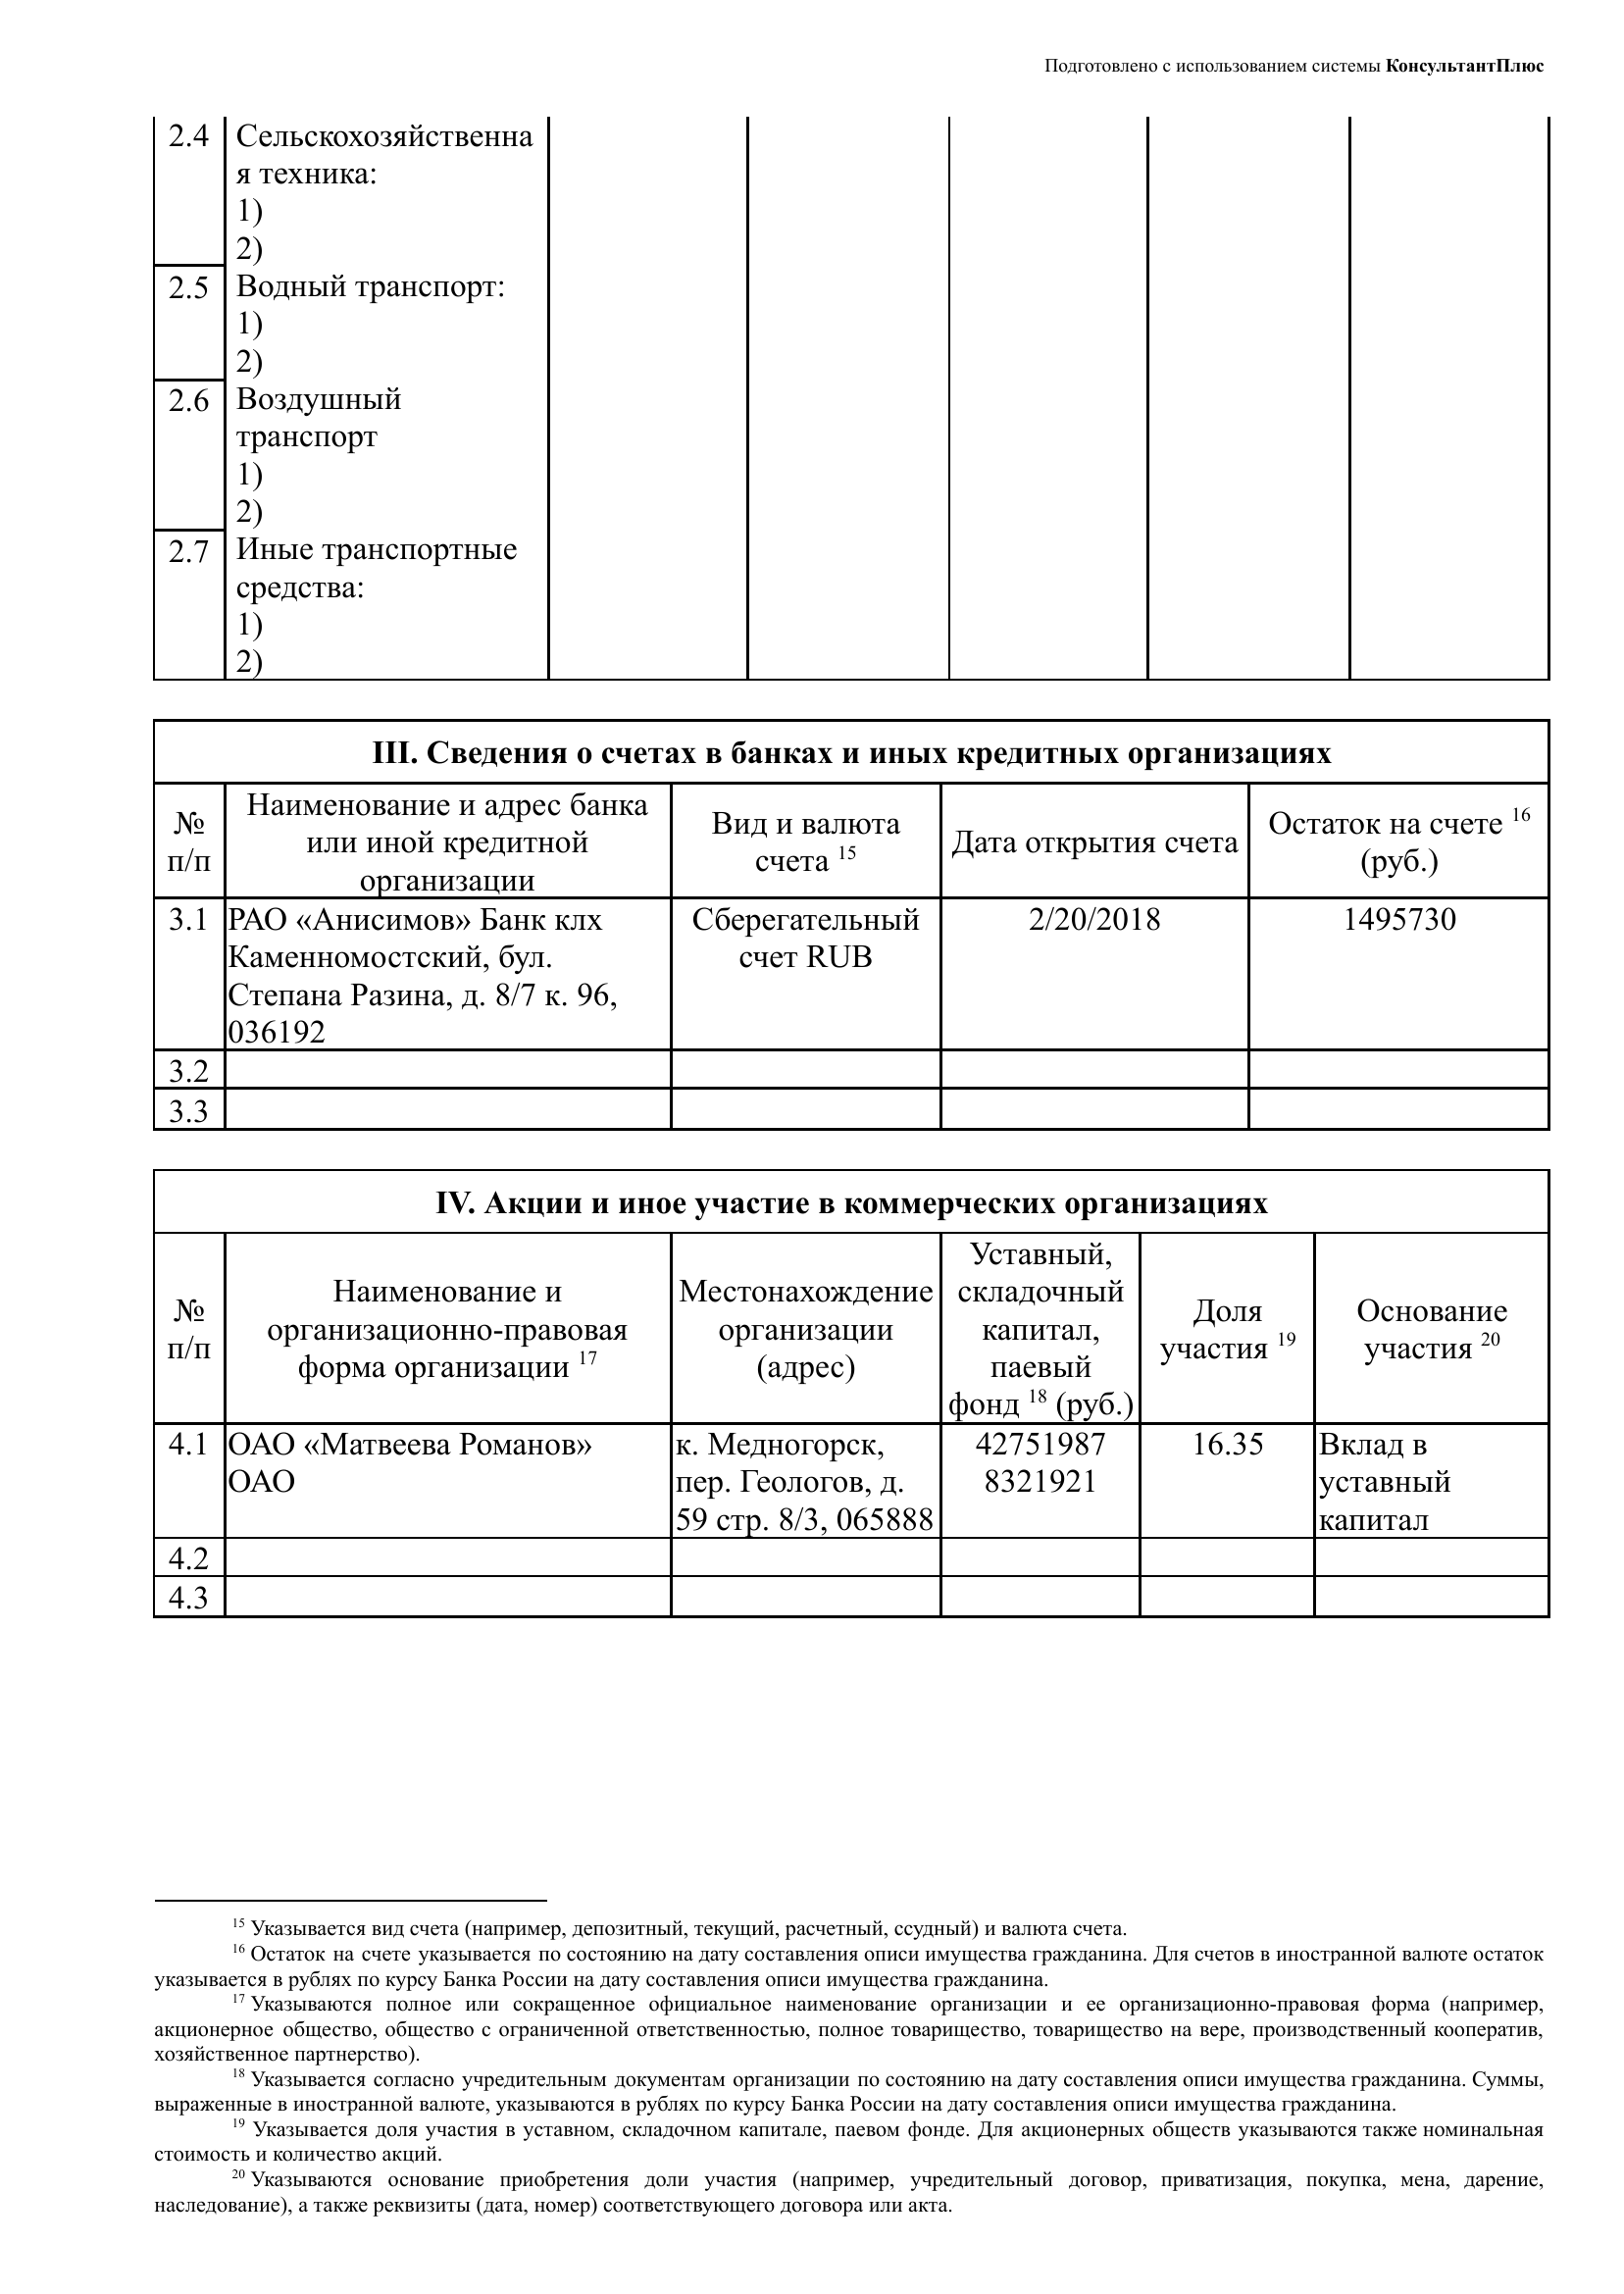 Подготовлено с использованием системы КонсультантПлюс
2.4 Сельскохозяйственна
я техника:
1)
2)
2.5 Водный транспорт:
1)
2)
2.6 Воздушный
транспорт
1)
2)
2.7 Иные транспортные
средства:
1)
2)
III. Сведения о счетах в банках и иных кредитных организациях
№
п/п
Наименование и адрес банка
или иной кредитной
организации
Вид и валюта
счета 15
Дата открытия счета
Остаток на счете 16
(руб.)
3.1
РАО «Анисимов» Банк клх
Каменномостский, бул.
Степана Разина, д. 8/7 к. 96,
036192
Сберегательный
счет RUB
2/20/2018
1495730
3.2
3.3
IV. Акции и иное участие в коммерческих организациях
№
п/п
Наименование и
организационно-правовая
форма организации 17
Местонахождение
организации
(адрес)
Уставный,
складочный
капитал,
паевый
фонд 18 (руб.)
Доля
участия 19
Основание
участия 20
4.1
ОАО «Матвеева Романов»
ОАО
к. Медногорск,
пер. Геологов, д.
59 стр. 8/3, 065888
42751987
8321921
16.35
Вклад в
уставный
капитал
4.2
4.3
15 Указывается вид счета (например, депозитный, текущий, расчетный, ссудный) и валюта счета.
16 Остаток на счете указывается по состоянию на дату составления описи имущества гражданина. Для счетов в иностранной валюте остаток
указывается в рублях по курсу Банка России на дату составления описи имущества гражданина.
17 Указываются полное или сокращенное официальное наименование организации и ее организационно-правовая форма (например,
акционерное общество, общество с ограниченной ответственностью, полное товарищество, товарищество на вере, производственный кооператив,
хозяйственное партнерство).
18 Указывается согласно учредительным документам организации по состоянию на дату составления описи имущества гражданина. Суммы,
выраженные в иностранной валюте, указываются в рублях по курсу Банка России на дату составления описи имущества гражданина.
19 Указывается доля участия в уставном, складочном капитале, паевом фонде. Для акционерных обществ указываются также номинальная
стоимость и количество акций.
20 Указываются основание приобретения доли участия (например, учредительный договор, приватизация, покупка, мена, дарение,
наследование), а также реквизиты (дата, номер) соответствующего договора или акта.